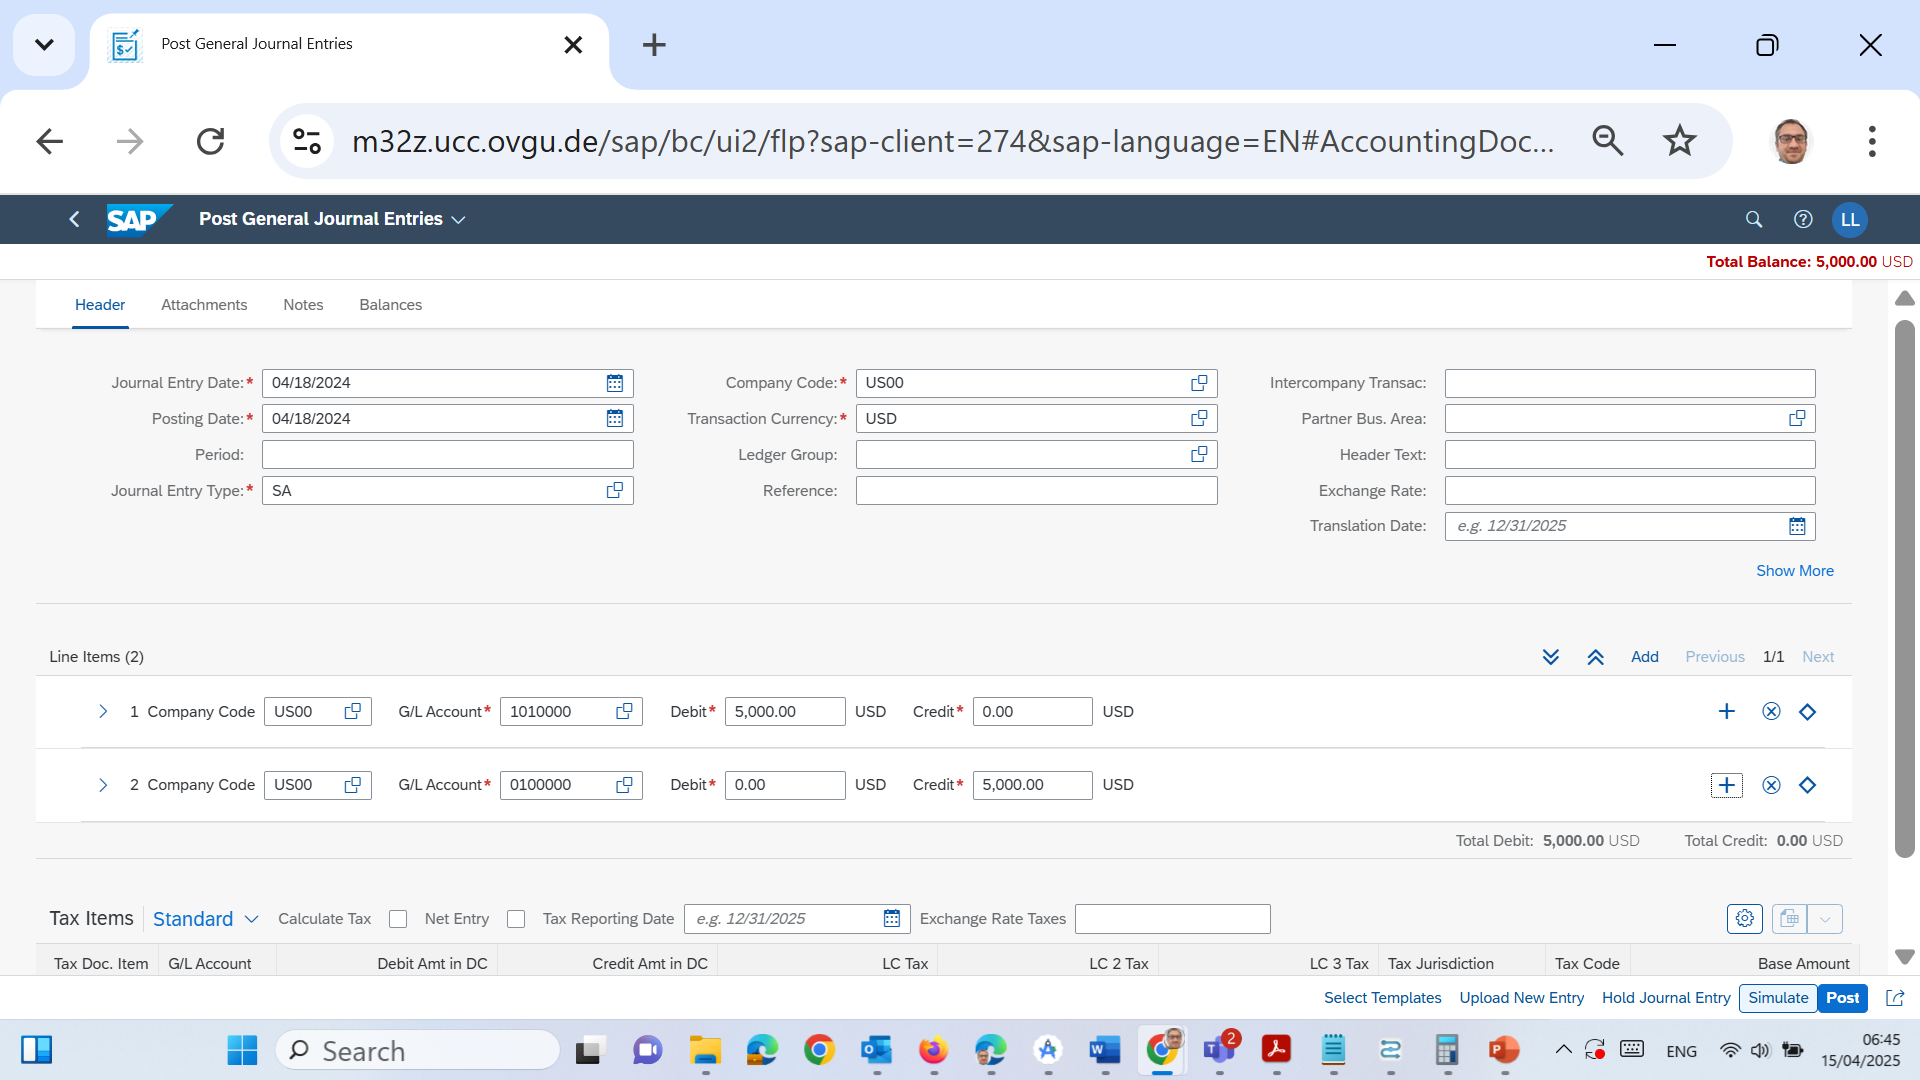 Post General Journal Entries
m32z.ucc.ovgu.de/sap/bc/ui2/flp?sap-client=274&sap-language=EN#AccountingDoc...
SAP Post General Journal Entries LL
Total Balance: 5,000.00 USD
Header Attachments Notes Balances
Journal Entry Date:* 04/18/2024 Company Code:* US00 Intercompany Transac:
Posting Date:* 04/18/2024 Transaction Currency:* USD Partner Bus. Area:
Period: Ledger Group: Header Text:
Journal Entry Type:* SA Reference: Exchange Rate:
Translation Date: e.g. 12/31/2025
Show More
Line Items (2) Add Previous 1/1 Next
1 Company Code US00 G/L Account* 1010000 Debit* 5,000.00 USD Credit* 0.00 USD
2 Company Code US00 G/L Account* 0100000 Debit* 0.00 USD Credit* 5,000.00 USD
Total Debit: 5,000.00 USD Total Credit: 0.00 USD
Tax Items Standard Calculate Tax Net Entry Tax Reporting Date e.g. 12/31/2025 Exchange Rate Taxes
Tax Doc. Item G/L Account Debit Amt in DC Credit Amt in DC LC Tax LC 2 Tax LC 3 Tax Tax Jurisdiction Tax Code Base Amount
Select Templates Upload New Entry Hold Journal Entry Simulate Post
Search 2 ENG 06:45
15/04/2025